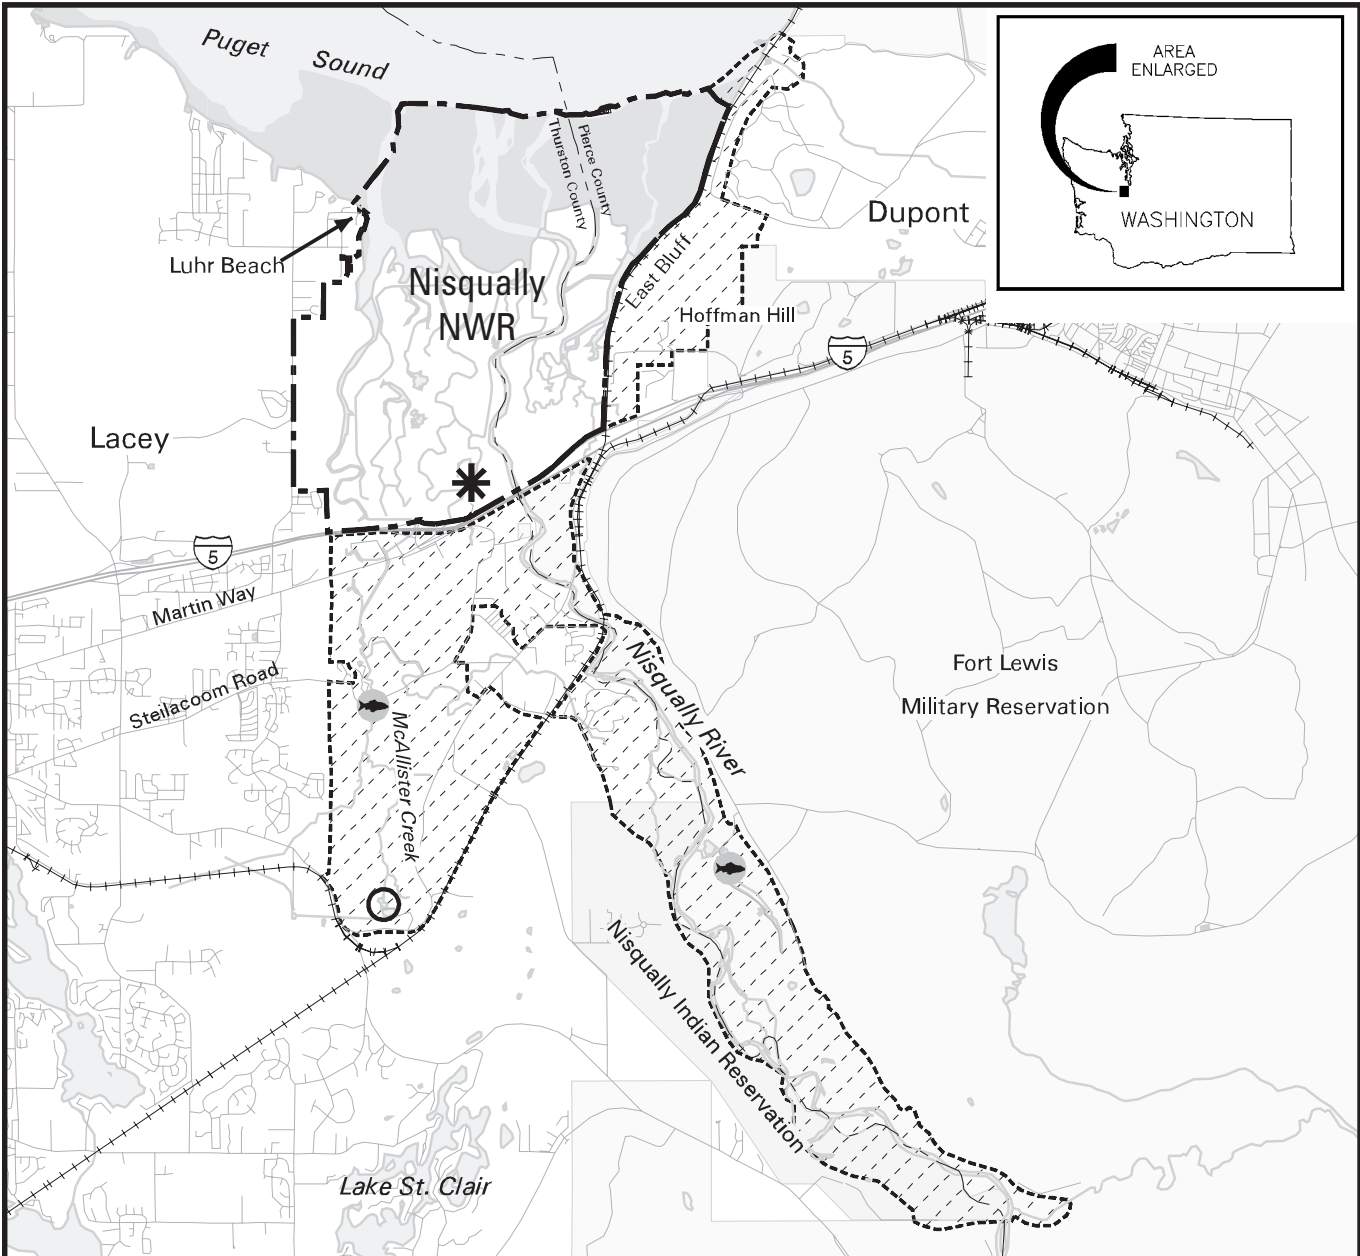 Puget Sound
AREA
ENLARGED
WASHINGTON
Pierce County
Thurston County
Dupont
Luhr Beach
East Bluff
Nisqually
NWR
Hoffman Hill
5
Lacey
5
Martin Way
Steilacoom Road
Nisqually River
Fort Lewis
Military Reservation
McAllister Creek
Nisqually Indian Reservation
Lake St. Clair